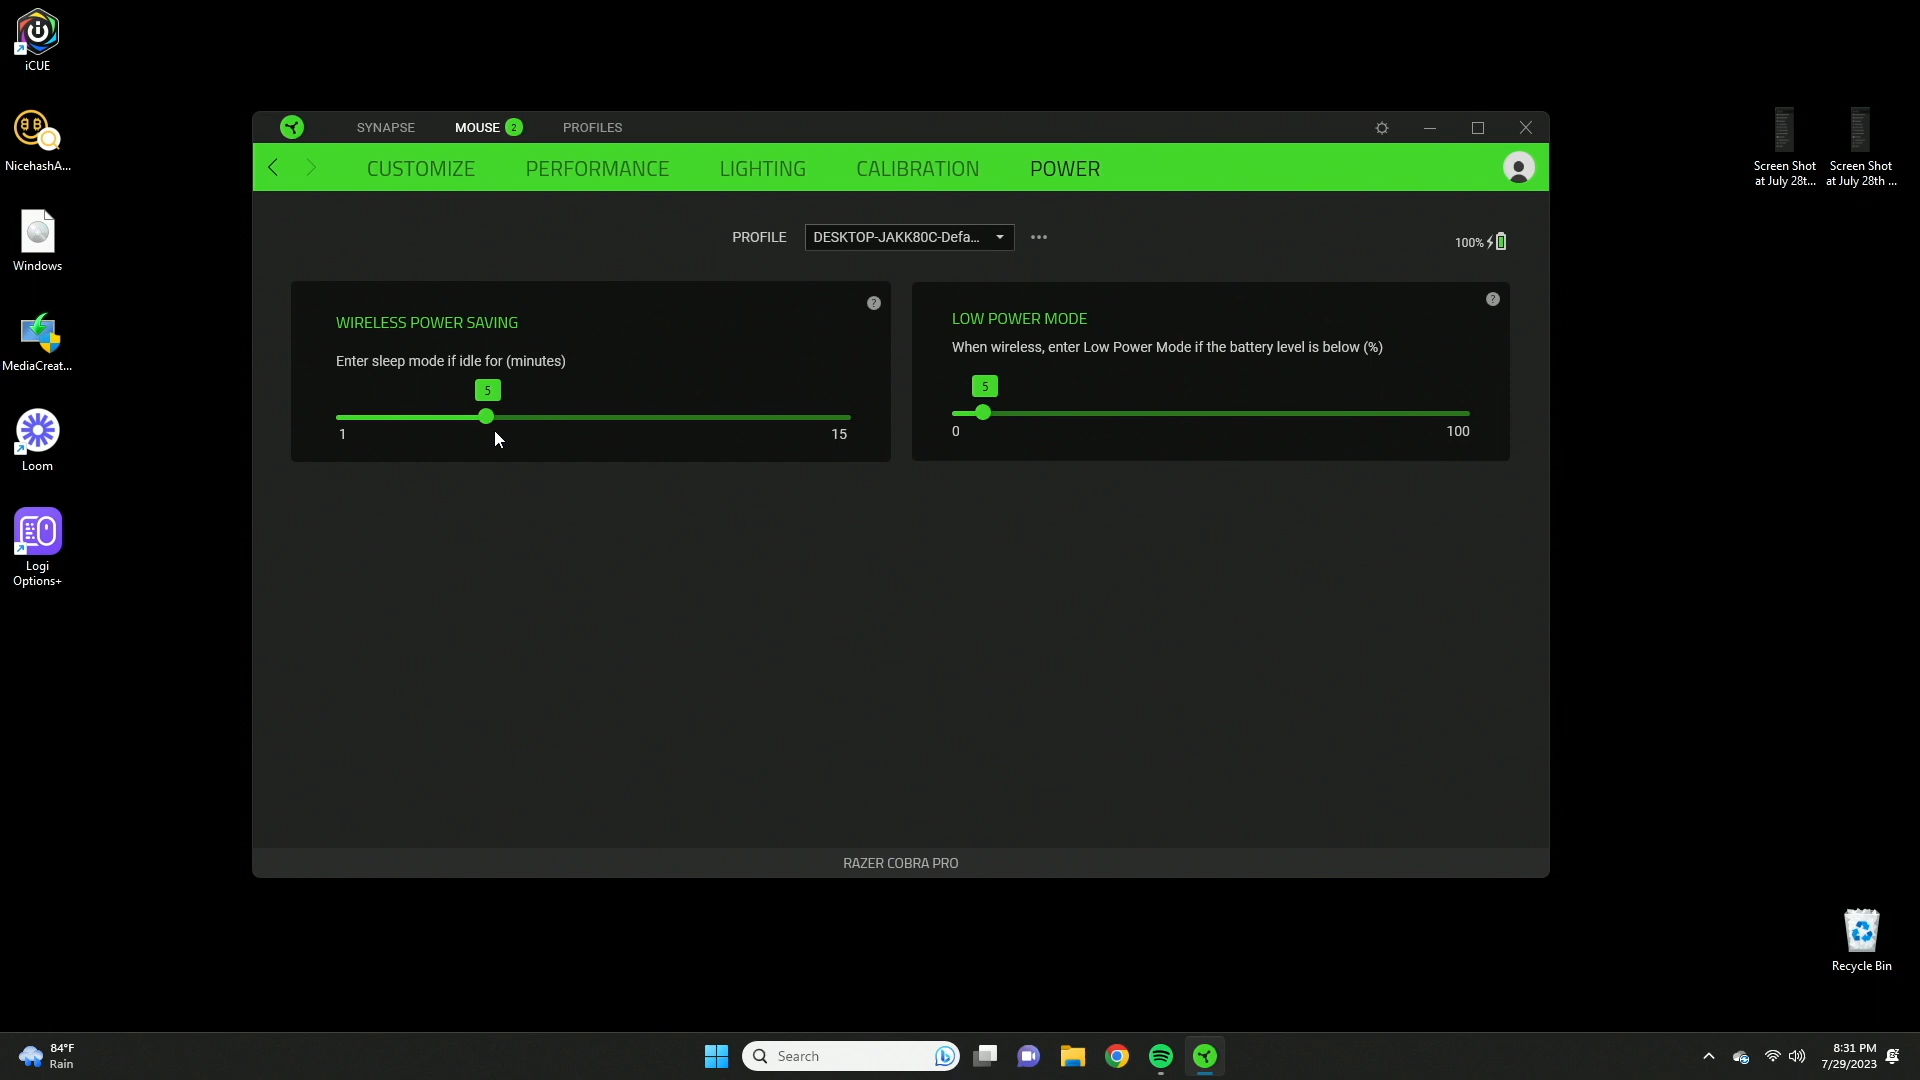 iCUE
NicehashA...
Windows
MediaCreat...
Loom
Logi
Options+
SYNAPSE
MOUSE 2
PROFILES
CUSTOMIZE
PERFORMANCE
LIGHTING
CALIBRATION
POWER
PROFILE
DESKTOP-JAKK80C-Defa...
100%
WIRELESS POWER SAVING
?
Enter sleep mode if idle for (minutes)
5
1
15
LOW POWER MODE
?
When wireless, enter Low Power Mode if the battery level is below (%)
5
0
100
RAZER COBRA PRO
Screen Shot
at July 28t...
Screen Shot
at July 28th ...
Recycle Bin
84°F
Rain
Search
8:31 PM
7/29/2023